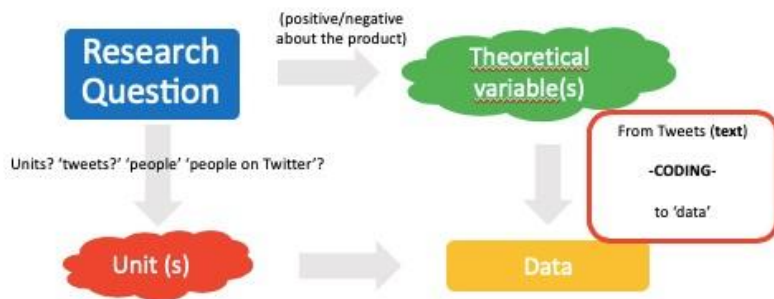 (positive/negative
about the product)
Research
Question
Theoretical
variable(s)
From Tweets (text)
-CODING-
to 'data'
Units? 'tweets?' 'people' 'people on Twitter'?
Unit (s)
Data